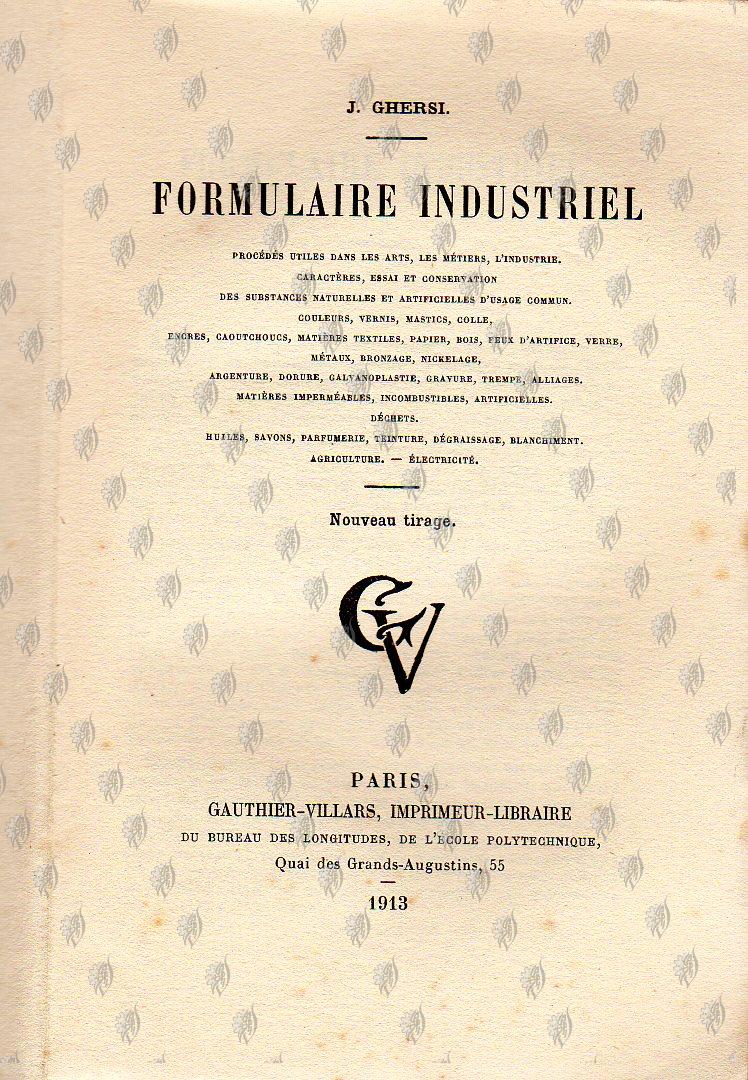 J. GHERSI.
FORMULAIRE INDUSTRIEL
PROCÉDÉS UTILES DANS LES ARTS, LES MÉTIERS, L'INDUSTRIE.
CARACTÈRES, ESSAI ET CONSERVATION
DES SUBSTANCES NATURELLES ET ARTIFICIELLES D'USAGE COMMUN.
COULEURS, VERNIS, MASTICS, COLLE,
ENCRES, CAOUTCHOUCS, MATIÈRES TEXTILES, PAPIER, BOIS, FEUX D'ARTIFICE, VERRE,
MÉTAUX, BRONZAGE, NICKELAGE,
ARGENTURE, DORURE, GALVANOPLASTIE, GRAVURE, TREMPE, ALLIAGES.
MATIÈRES IMPERMÉABLES, INCOMBUSTIBLES, ARTIFICIELLES.
DÉCHETS.
HUILES, SAVONS, PARFUMERIE, TEINTURE, DÉGRAISSAGE, BLANCHIMENT.
AGRICULTURE. — ÉLECTRICITÉ.
Nouveau tirage.
GV
PARIS,
GAUTHIER-VILLARS, IMPRIMEUR-LIBRAIRE
DU BUREAU DES LONGITUDES, DE L'ÉCOLE POLYTECHNIQUE,
Quai des Grands-Augustins, 55
1913